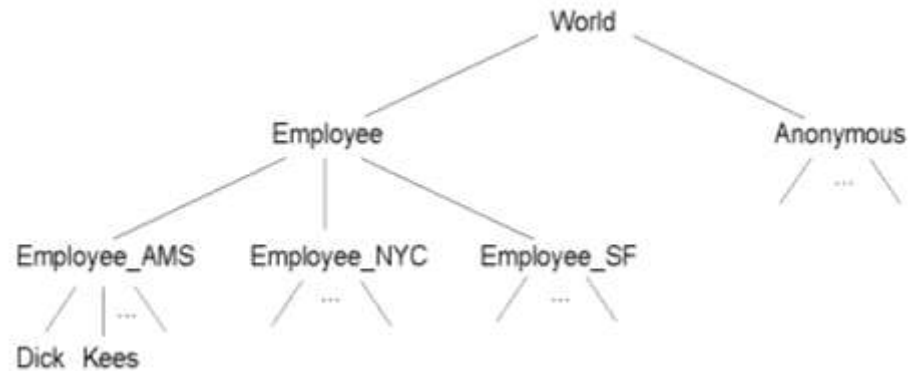 World
Employee Anonymous
...
Employee_AMS Employee_NYC Employee_SF
... ... ...
Dick Kees